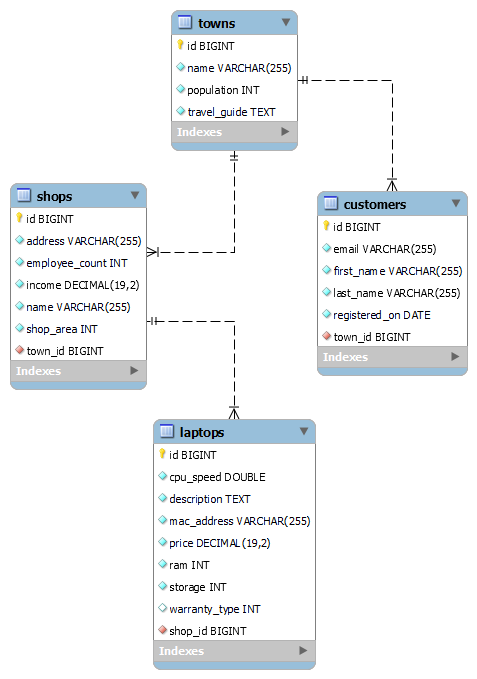 towns
id BIGINT
name VARCHAR(255)
population INT
travel_guide TEXT
Indexes
shops
id BIGINT
address VARCHAR(255)
employee_count INT
income DECIMAL(19,2)
name VARCHAR(255)
shop_area INT
town_id BIGINT
Indexes
customers
id BIGINT
email VARCHAR(255)
first_name VARCHAR(255)
last_name VARCHAR(255)
registered_on DATE
town_id BIGINT
Indexes
laptops
id BIGINT
cpu_speed DOUBLE
description TEXT
mac_address VARCHAR(255)
price DECIMAL(19,2)
ram INT
storage INT
warranty_type INT
shop_id BIGINT
Indexes